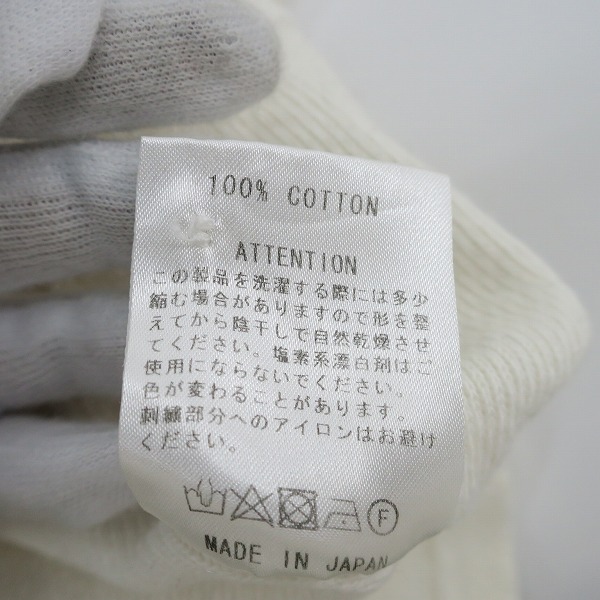 100% COTTON
ATTENTION
この製品を洗濯する際には多少
縮む場合がありますので形を整
えてから陰干して自然乾燥させ
てください。塩素系漂白剤はご
使用にならないでください。
色が変わることがあります。
刺繍部分へのアイロンはお避け
ください。
F
MADE IN JAPAN